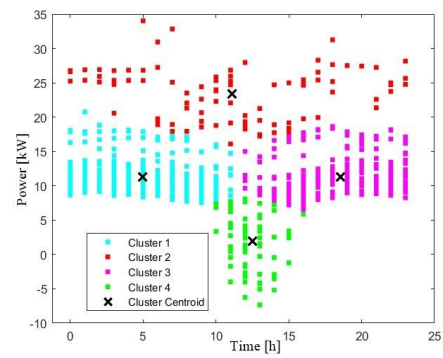 35
30
25
20
15
10
5
0
-5
-10
Power [kW]
0 5 10 15 20 25
Time [h]
Cluster 1
Cluster 2
Cluster 3
Cluster 4
Cluster Centroid